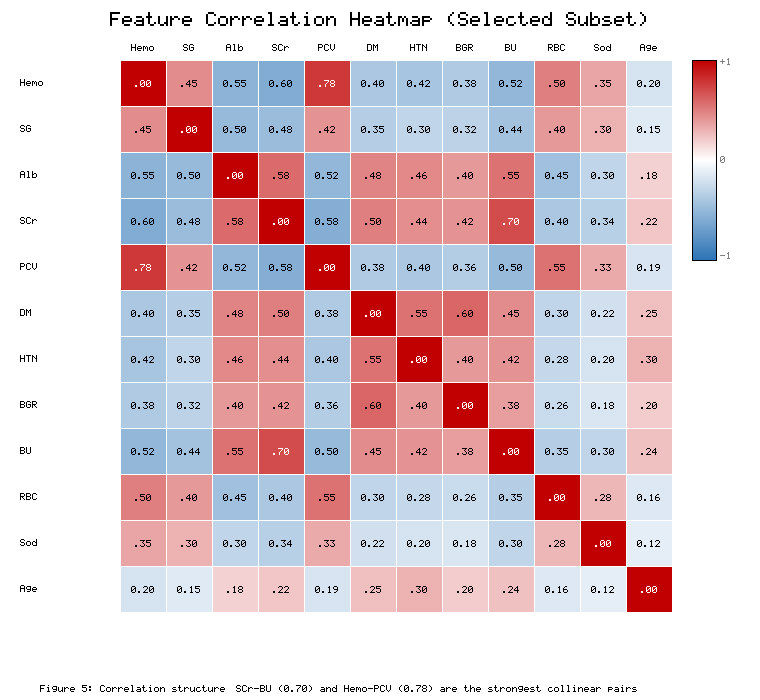 Feature Correlation Heatmap (Selected Subset)
Hemo SG Alb SCr PCV DM HTN BGR BU RBC Sod Age
Hemo .00 .45 0.55 0.60 .78 0.40 0.42 0.38 0.52 .50 .35 0.20
+1
SG .45 .00 0.50 0.48 .42 0.35 0.30 0.32 0.44 .40 .30 0.15
0
Alb 0.55 0.50 .00 .58 0.52 .48 .46 .40 .55 0.45 0.30 .18
SCr 0.60 0.48 .58 .00 0.58 .50 .44 .42 .70 0.40 0.34 .22
−1
PCV .78 .42 0.52 0.58 .00 0.38 0.40 0.36 0.50 .55 .33 0.19
DM 0.40 0.35 .48 .50 0.38 .00 .55 .60 .45 0.30 0.22 .25
HTN 0.42 0.30 .46 .44 0.40 .55 .00 .40 .42 0.28 0.20 .30
BGR 0.38 0.32 .40 .42 0.36 .60 .40 .00 .38 0.26 0.18 .20
BU 0.52 0.44 .55 .70 0.50 .45 .42 .38 .00 0.35 0.30 .24
RBC .50 .40 0.45 0.40 .55 0.30 0.28 0.26 0.35 .00 .28 0.16
Sod .35 .30 0.30 0.34 .33 0.22 0.20 0.18 0.30 .28 .00 0.12
Age 0.20 0.15 .18 .22 0.19 .25 .30 .20 .24 0.16 0.12 .00
Figure 5: Correlation structure SCr-BU (0.70) and Hemo-PCV (0.78) are the strongest collinear pairs